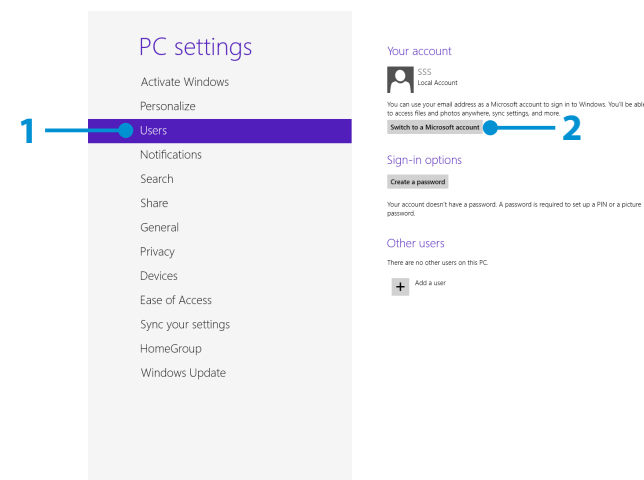 PC settings
Activate Windows
Personalize
1
Users
Notifications
Search
Share
General
Privacy
Devices
Ease of Access
Sync your settings
HomeGroup
Windows Update
Your account
SSS
Local Account
You can use your email address as a Microsoft account to sign in to Windows. You'll be able
to access files and photos anywhere, sync settings, and more.
Switch to a Microsoft account
2
Sign-in options
Create a password
Your account doesn't have a password. A password is required to set up a PIN or a picture
password.
Other users
There are no other users on this PC.
+ Add a user